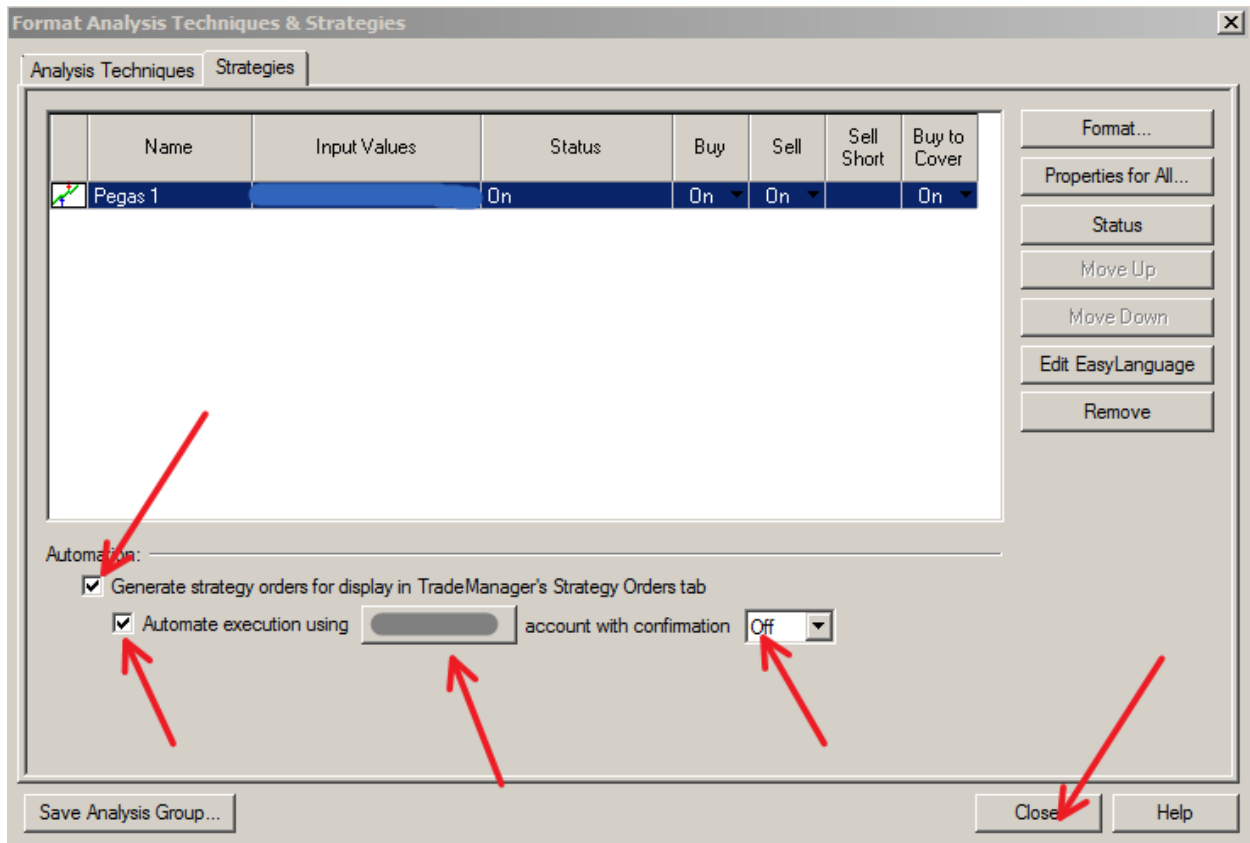 Format Analysis Techniques & Strategies
Analysis Techniques Strategies
Name Input Values Status Buy Sell Sell Short Buy to Cover
Pegas 1 On On On On
Format...
Properties for All...
Status
Move Up
Move Down
Edit EasyLanguage
Remove
Automation:
Generate strategy orders for display in TradeManager's Strategy Orders tab
Automate execution using account with confirmation Off
Save Analysis Group... Close Help